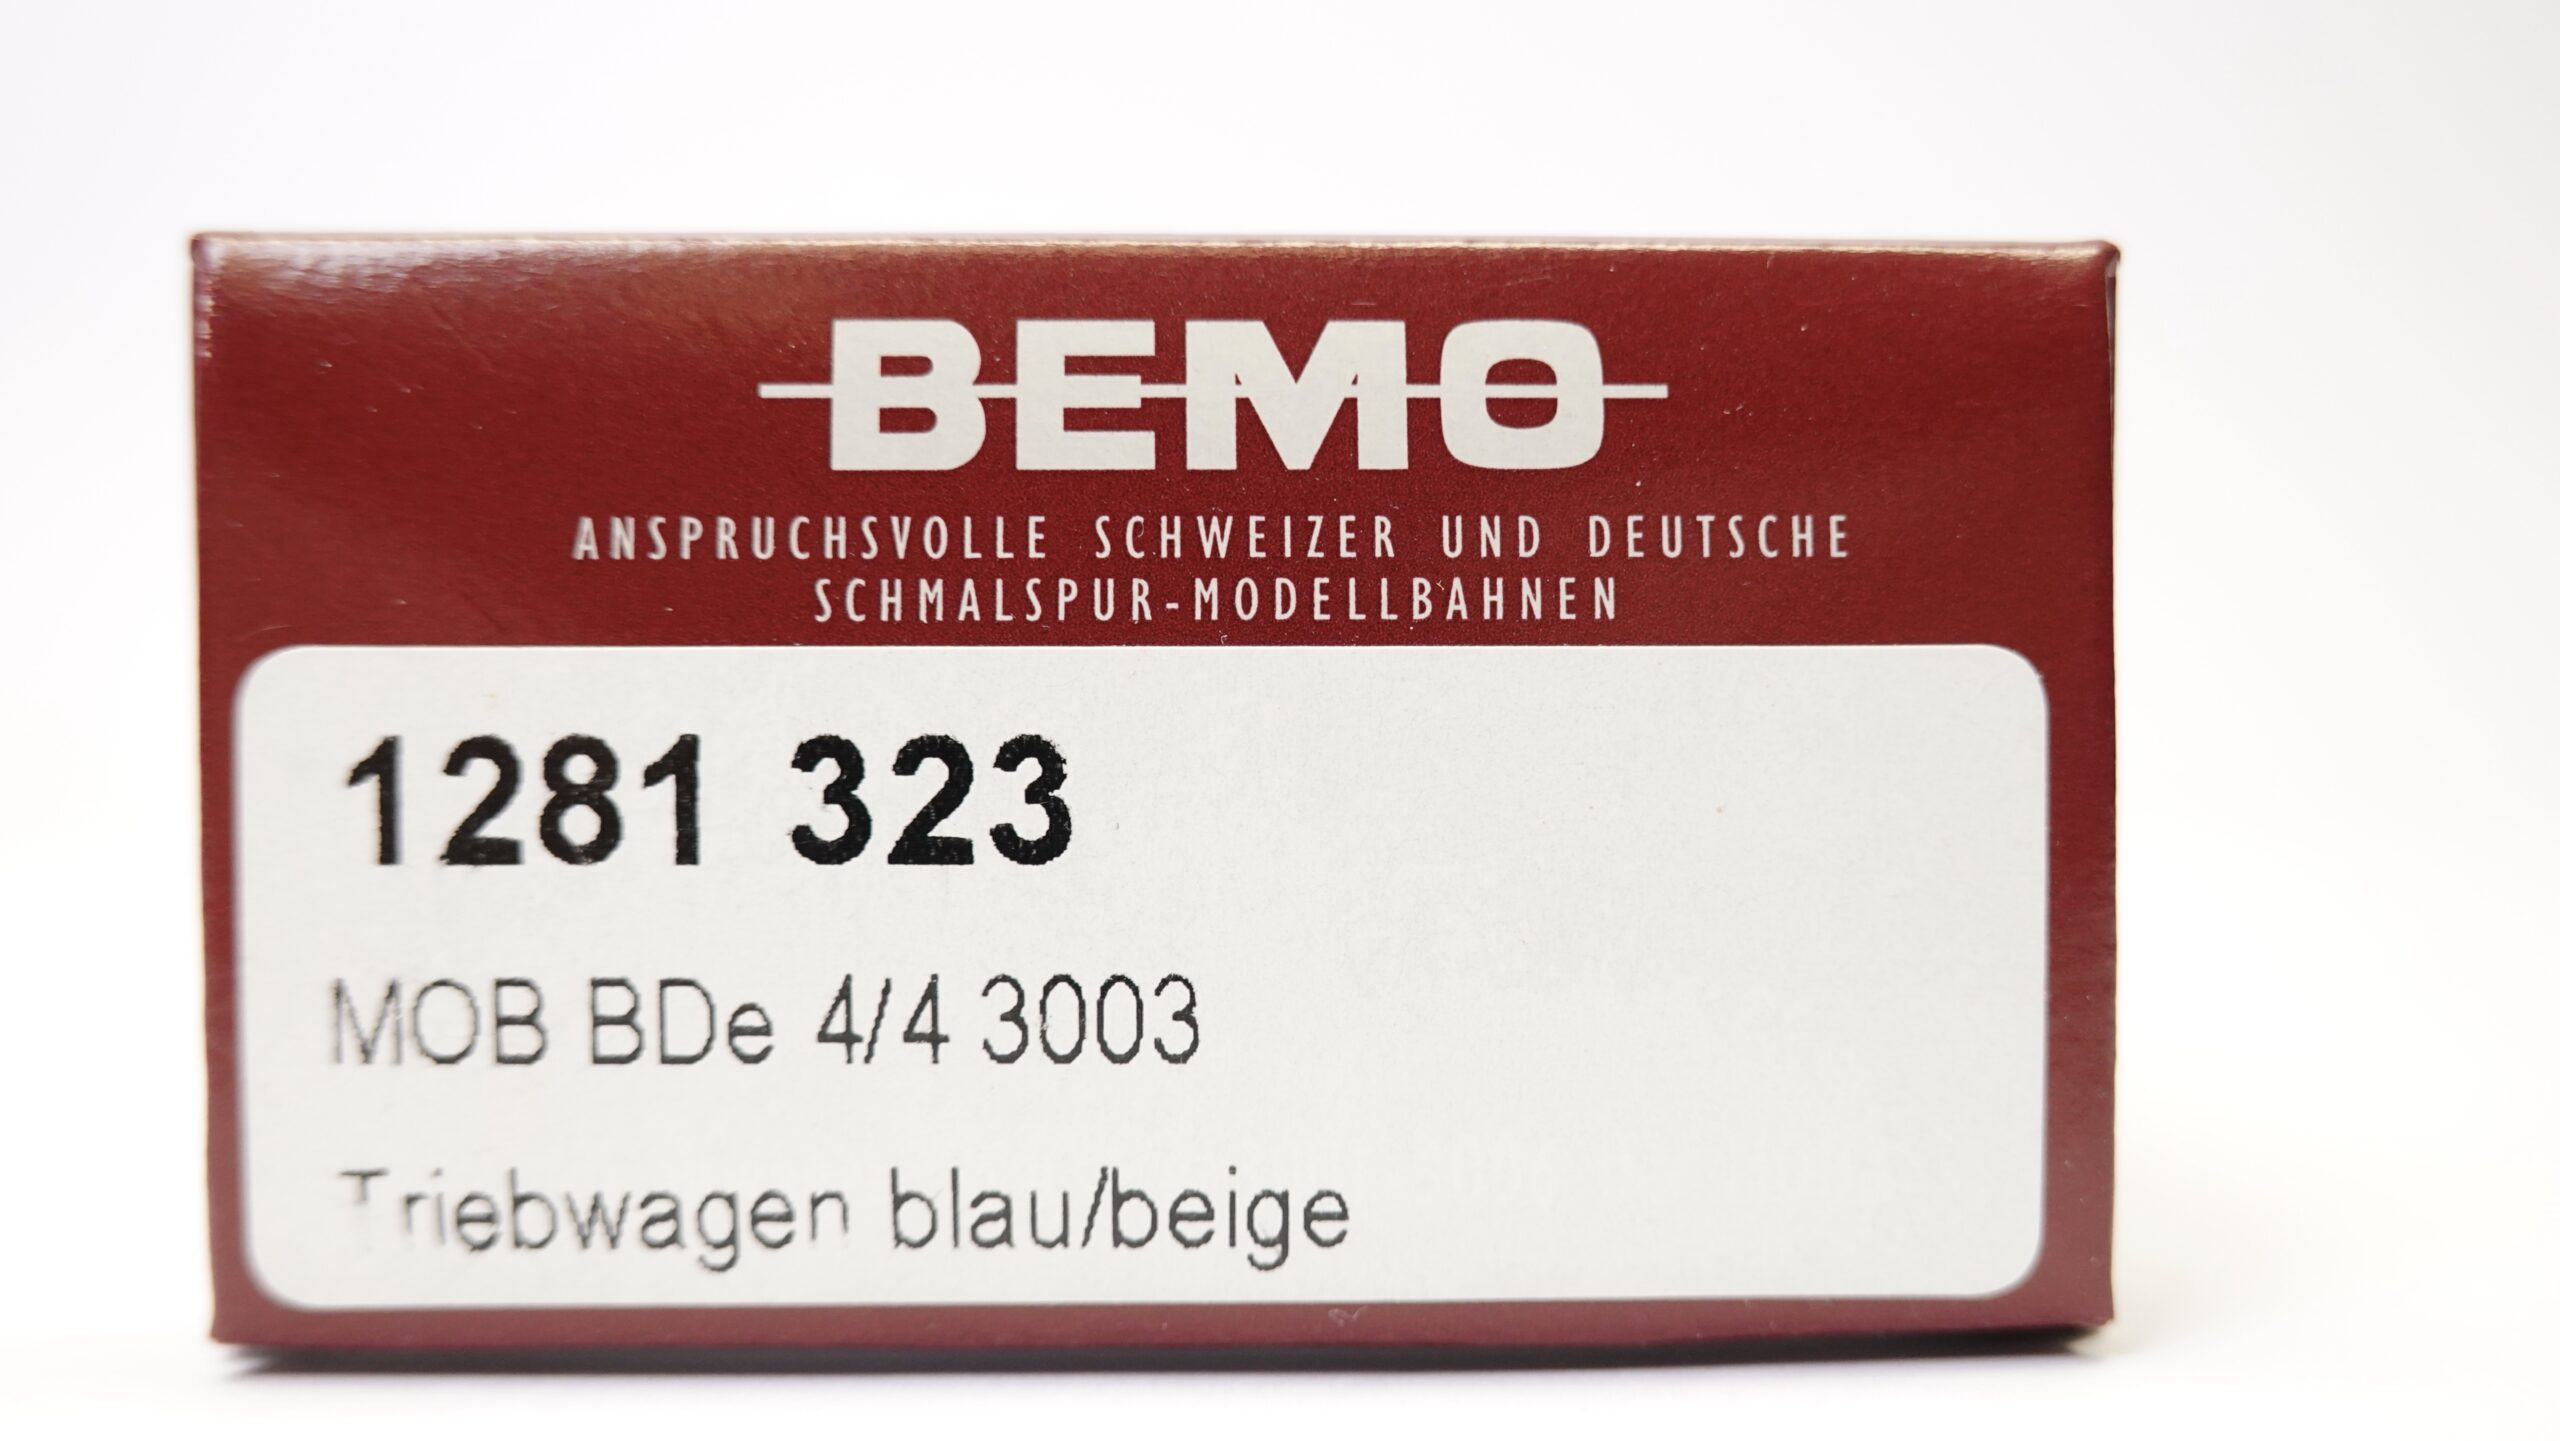 BEMO
ANSPRUCHSVOLLE SCHWEIZER UND DEUTSCHE
SCHMALSPUR-MODELLBAHNEN
1281 323
MOB BDe 4/4 3003
Triebwagen blau/beige